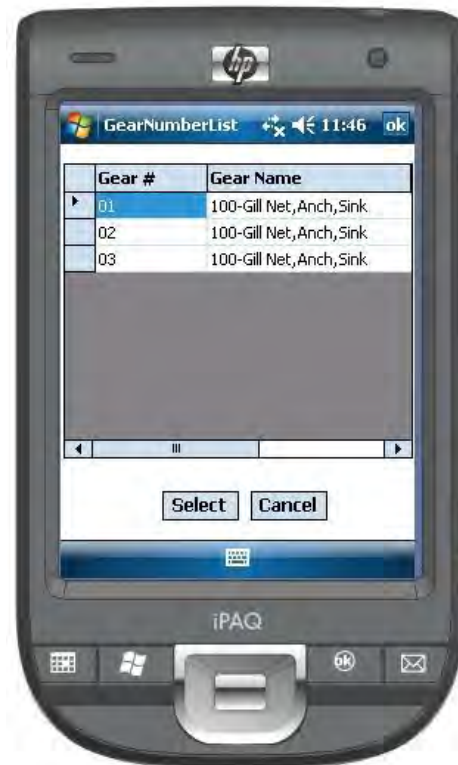 hp
GearNumberList 11:46 ok
Gear # Gear Name
01 100-Gill Net,Anch,Sink
02 100-Gill Net,Anch,Sink
03 100-Gill Net,Anch,Sink
Select Cancel
iPAQ
ok